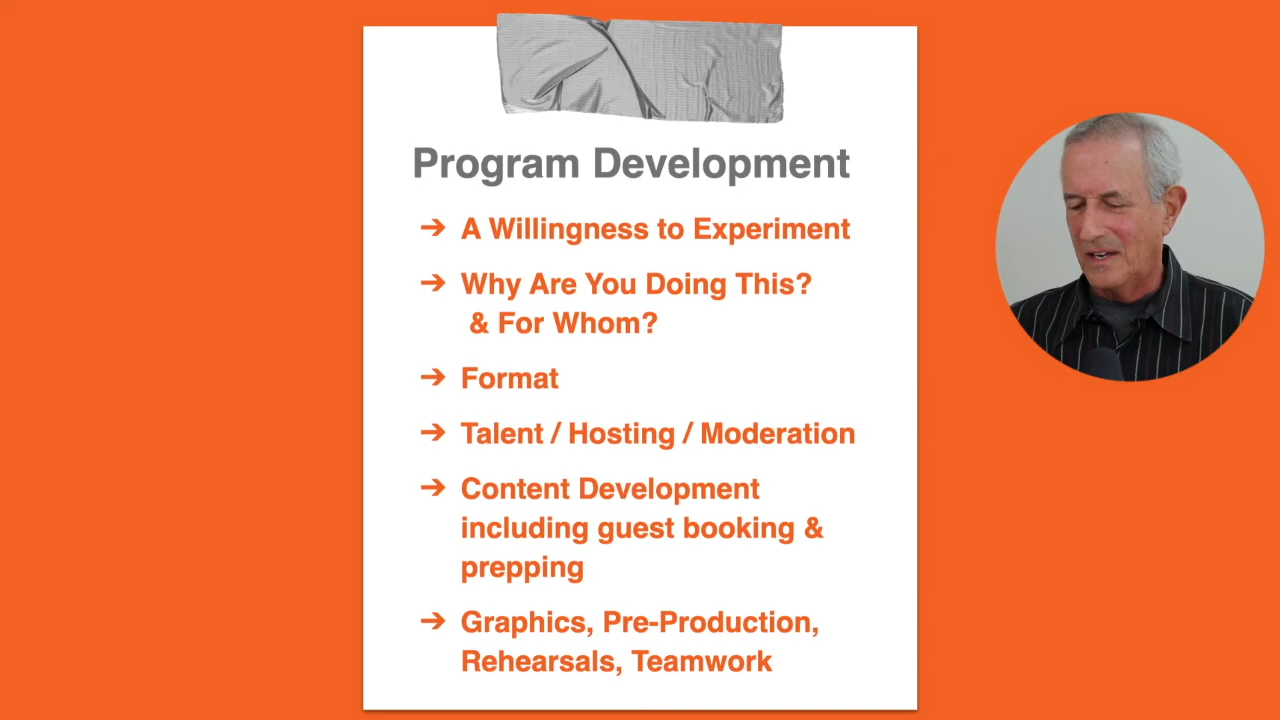 Program Development
➔ A Willingness to Experiment
➔ Why Are You Doing This?
& For Whom?
➔ Format
➔ Talent / Hosting / Moderation
➔ Content Development
including guest booking &
prepping
➔ Graphics, Pre-Production,
Rehearsals, Teamwork